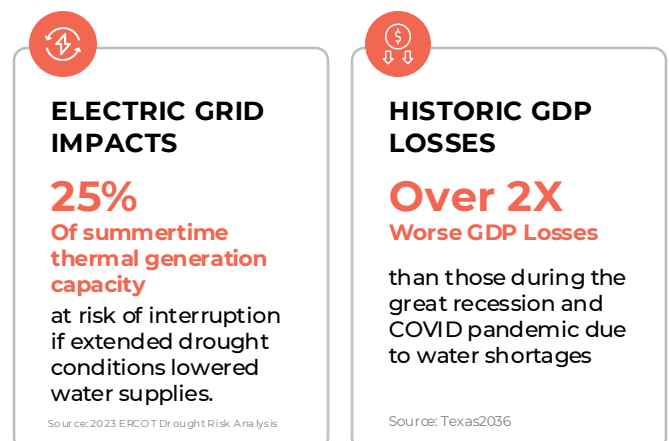 ELECTRIC GRID
IMPACTS
25%
Of summertime
thermal generation
capacity
at risk of interruption
if extended drought
conditions lowered
water supplies.
Source: 2023 ERCOT Drought Risk Analysis
$
HISTORIC GDP
LOSSES
Over 2X
Worse GDP Losses
than those during the
great recession and
COVID pandemic due
to water shortages
Source: Texas2036